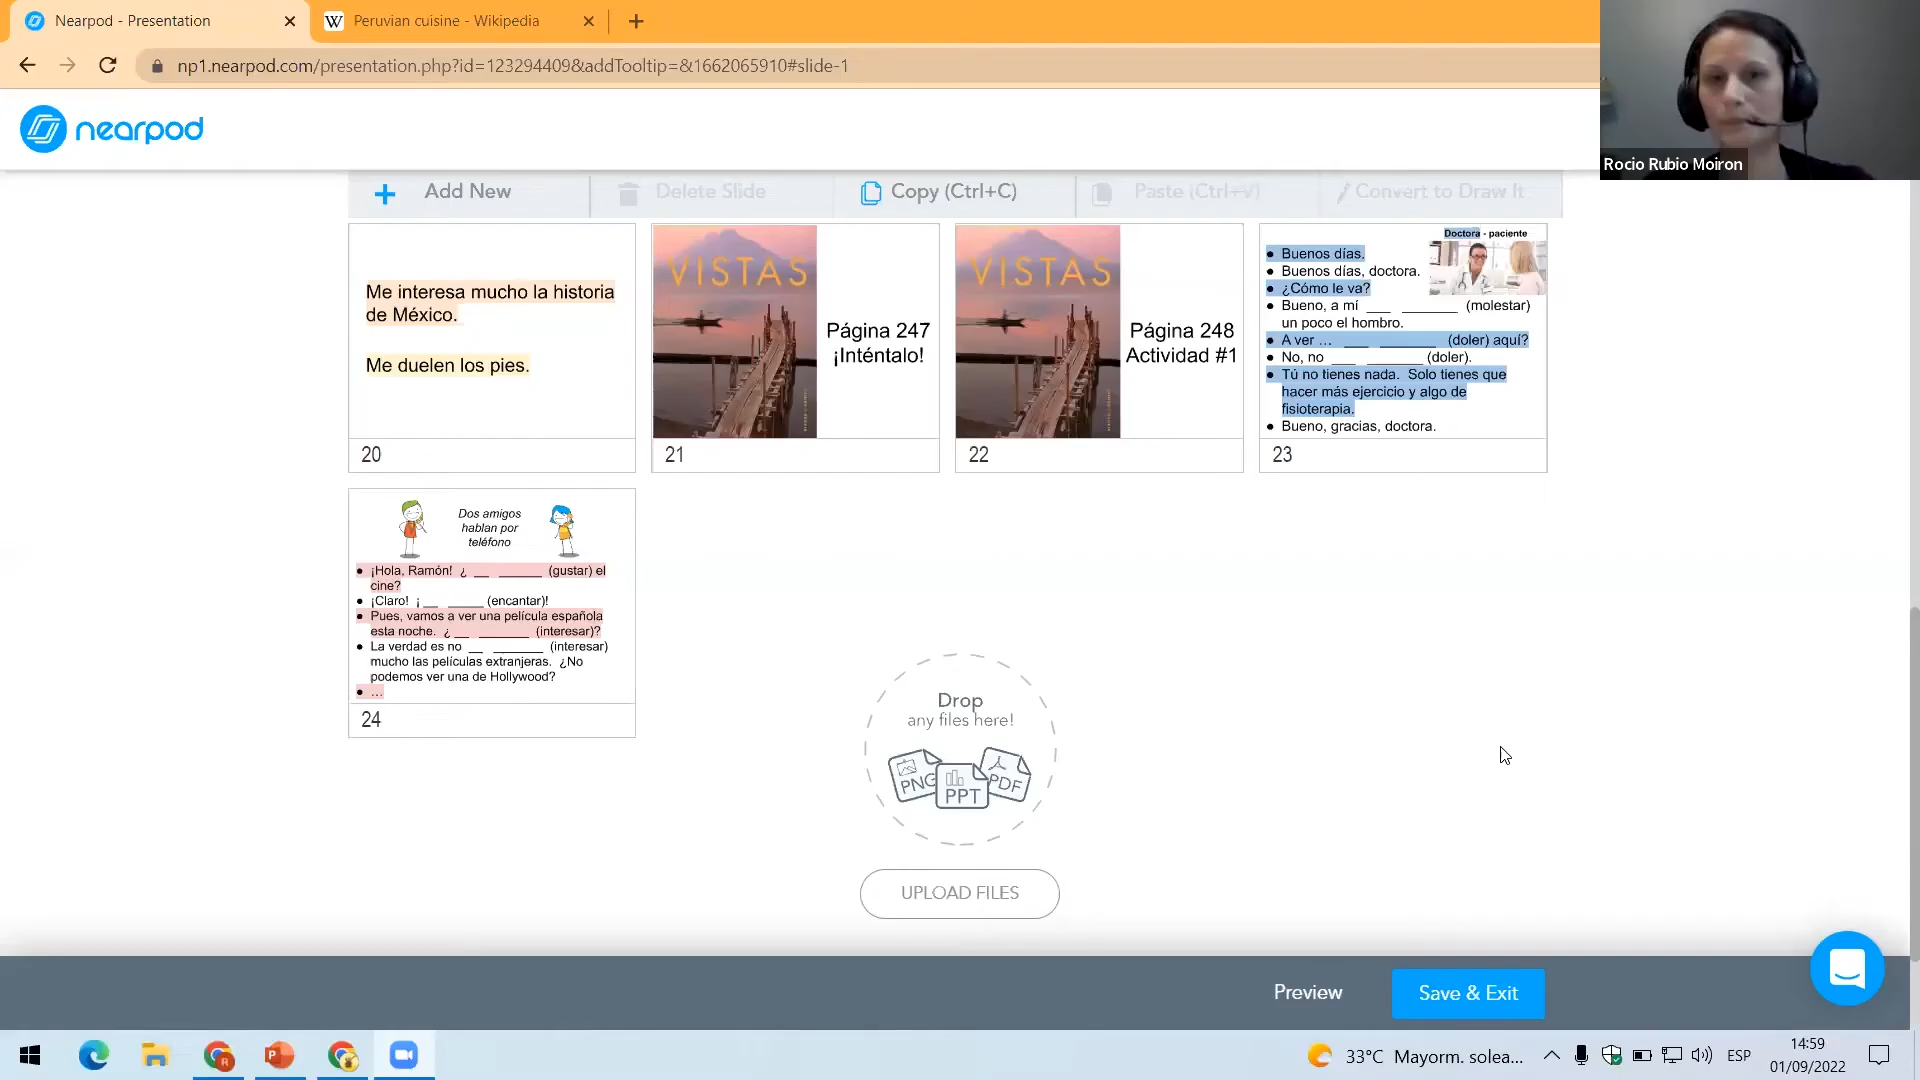 Nearpod - Presentation
Peruvian cuisine - Wikipedia
np1.nearpod.com/presentation.php?id=123294409&addTooltip=&1662065910#slide-1
nearpod
Rocio Rubio Moiron
Add New
Delete Slide
Copy (Ctrl+C)
Paste (Ctrl+V)
Convert to Draw It
Me interesa mucho la historia
de México.
Me duelen los pies.
20
VISTAS
Página 247
¡Inténtalo!
21
VISTAS
Página 248
Actividad #1
22
Doctora - paciente
● Buenos días.
● Buenos días, doctora.
● ¿Cómo le va?
● Bueno, a mí ___ _______ (molestar)
un poco el hombro.
● A ver … ___ ________ (doler) aquí?
● No, no ___ ________ (doler).
● Tú no tienes nada. Solo tienes que
hacer más ejercicio y algo de
fisioterapia.
● Bueno, gracias, doctora.
23
Dos amigos
hablan por
teléfono
● ¡Hola, Ramón! ¿ __ ______ (gustar) el
cine?
● ¡Claro! ¡ __ _____ (encantar)!
● Pues, vamos a ver una película española
esta noche. ¿ __ _______ (interesar)?
● La verdad es no __ _______ (interesar)
mucho las películas extranjeras. ¿No
podemos ver una de Hollywood?
● …
24
Drop
any files here!
PNG
PPT
PDF
UPLOAD FILES
Preview
Save & Exit
33°C Mayorm. solea...
ESP
14:59
01/09/2022